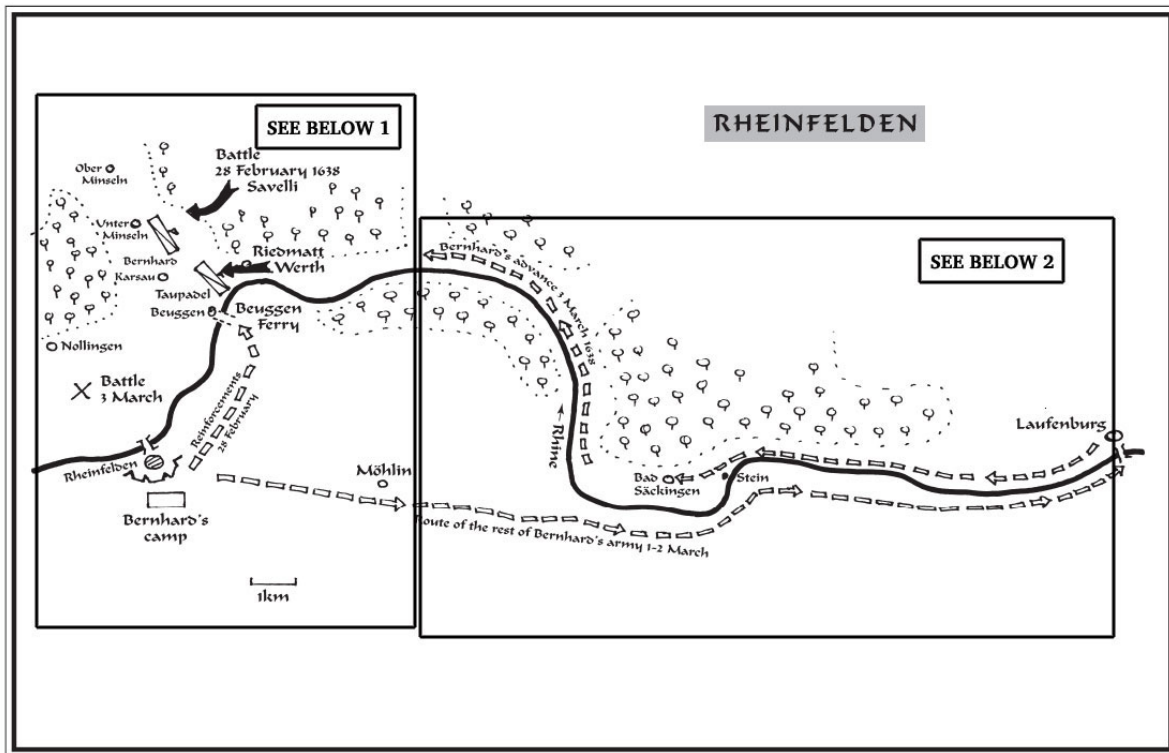 RHEINFELDEN
SEE BELOW 1
Battle
28 February 1638
Savelli
Ober
Minseln
Unter
Minseln
Bernhard
Karsau
Riedmatt
Werth
Taupadel
Beuggen
Beuggen
Ferry
Nollingen
Battle
3 March
Reinforcements
28 February
Rheinfelden
Bernhard's
camp
Möhlin
1km
SEE BELOW 2
Bernhard's advance 3 March 1638
Rhine
Bad
Säckingen
Stein
Laufenburg
Route of the rest of Bernhard's army 1-2 March